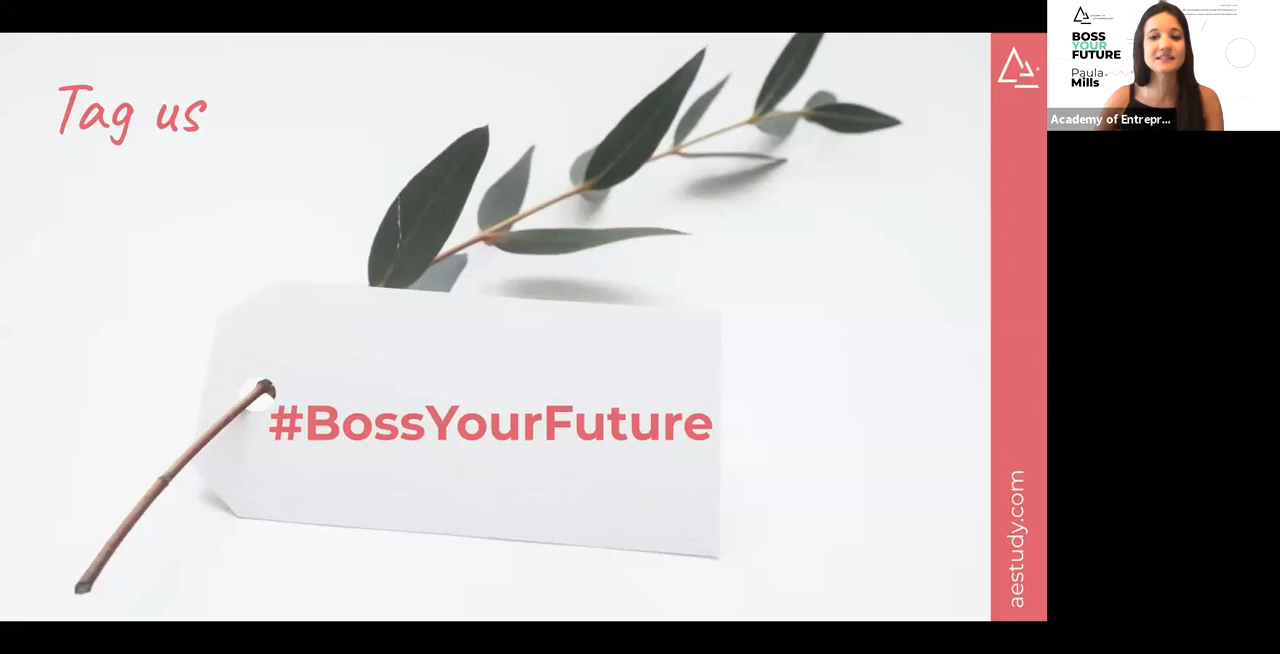 Tag us
#BossYourFuture
aestudy.com
BOSS
YOUR
FUTURE
Paula
Mills
Academy of Entrepr...